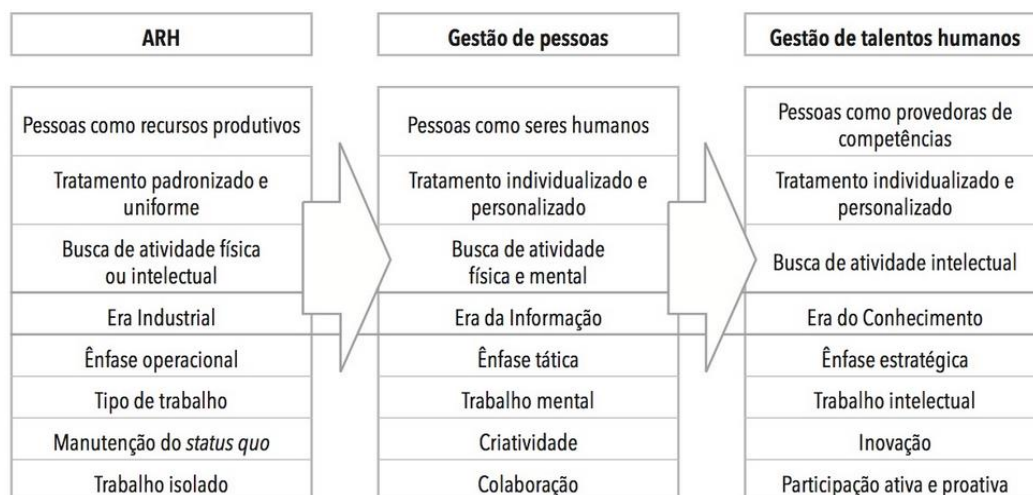 ARH
Pessoas como recursos produtivos
Tratamento padronizado e
uniforme
Busca de atividade física
ou intelectual
Era Industrial
Ênfase operacional
Tipo de trabalho
Manutenção do status quo
Trabalho isolado
Gestão de pessoas
Pessoas como seres humanos
Tratamento individualizado e
personalizado
Busca de atividade
física e mental
Era da Informação
Ênfase tática
Trabalho mental
Criatividade
Colaboração
Gestão de talentos humanos
Pessoas como provedoras de
competências
Tratamento individualizado e
personalizado
Busca de atividade intelectual
Era do Conhecimento
Ênfase estratégica
Trabalho intelectual
Inovação
Participação ativa e proativa